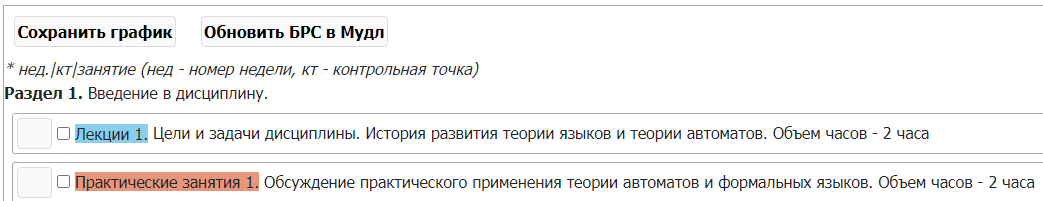 Сохранить график Обновить БРС в Мудл
* нед.|кт|занятие (нед - номер недели, кт - контрольная точка)
Раздел 1. Введение в дисциплину.
Лекции 1. Цели и задачи дисциплины. История развития теории языков и теории автоматов. Объем часов - 2 часа
Практические занятия 1. Обсуждение практического применения теории автоматов и формальных языков. Объем часов - 2 часа